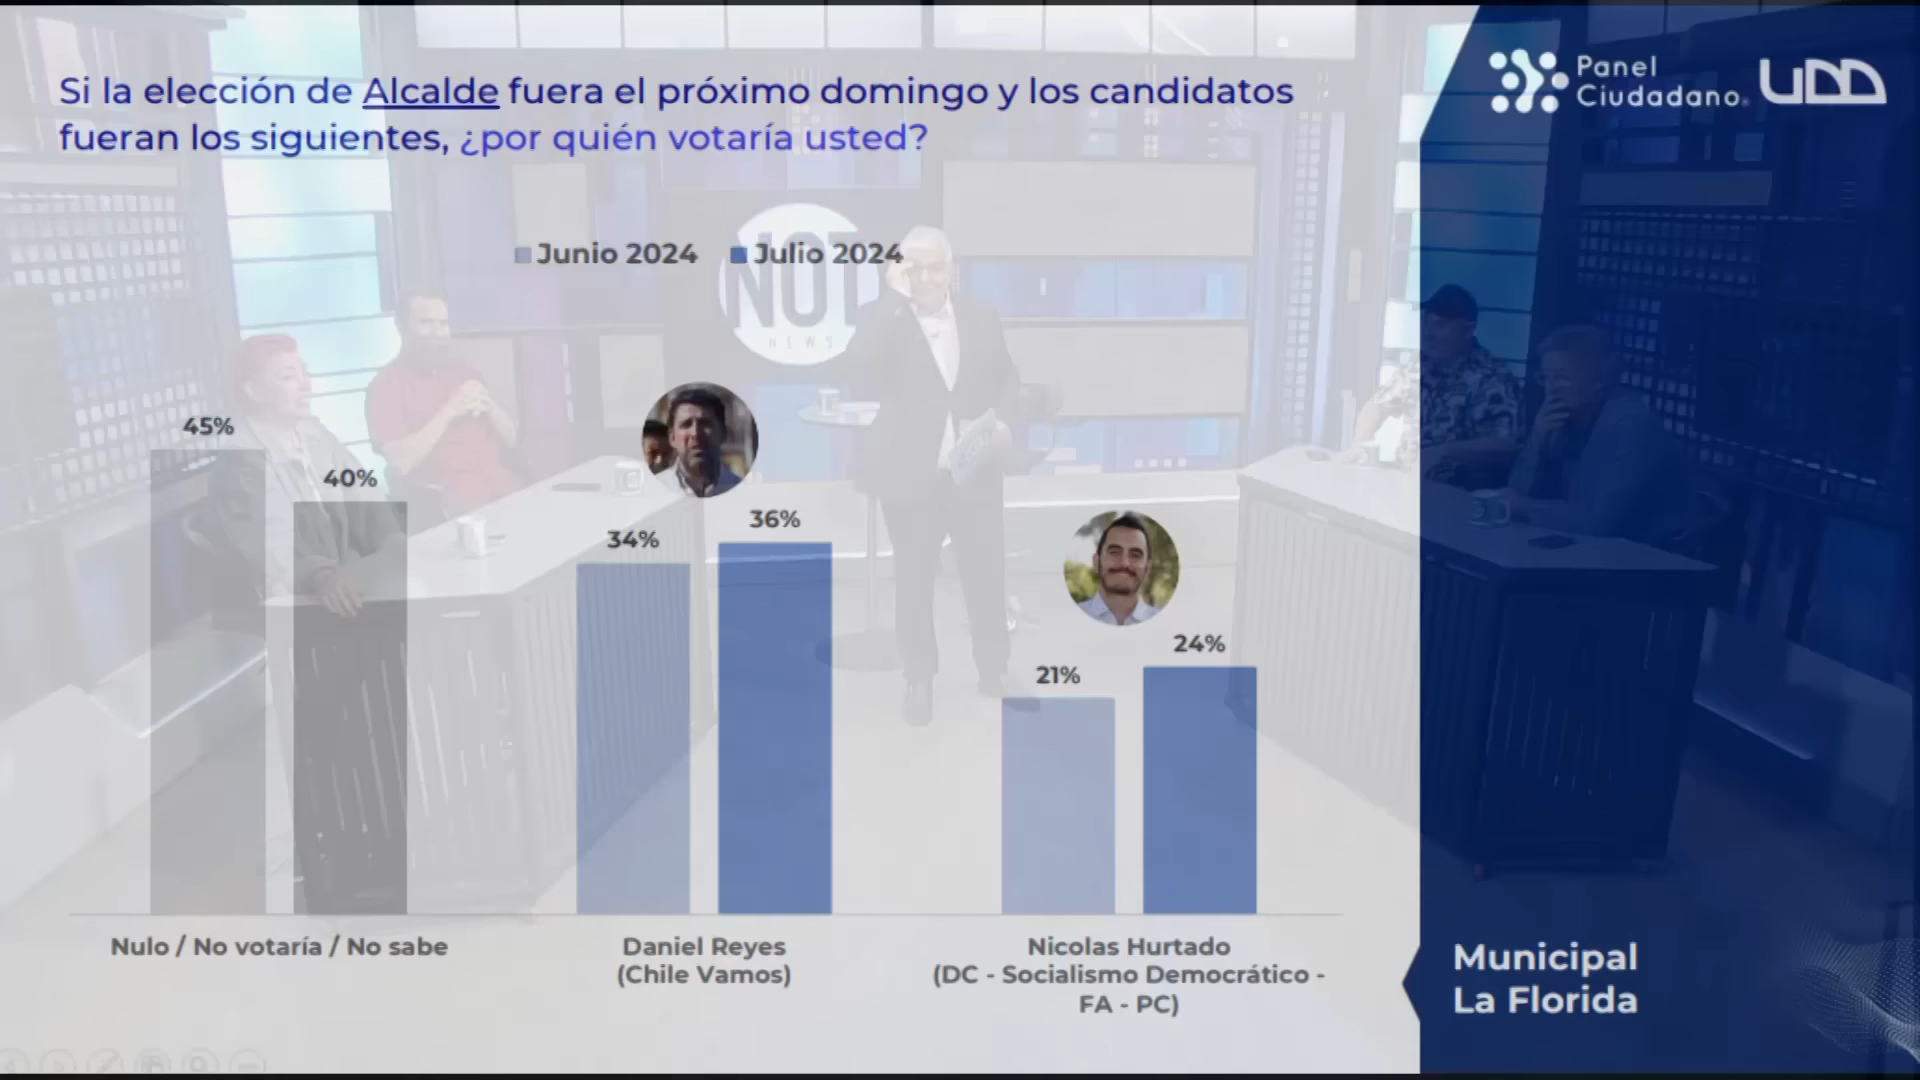 Si la elección de Alcalde fuera el próximo domingo y los candidatos
fueran los siguientes, ¿por quién votaría usted?
Panel
Ciudadano
UDD
Junio 2024
Julio 2024
NOT
NEWS
45%
40%
34%
36%
21%
24%
Nulo / No votaría / No sabe
Daniel Reyes
(Chile Vamos)
Nicolas Hurtado
(DC - Socialismo Democrático -
FA - PC)
Municipal
La Florida